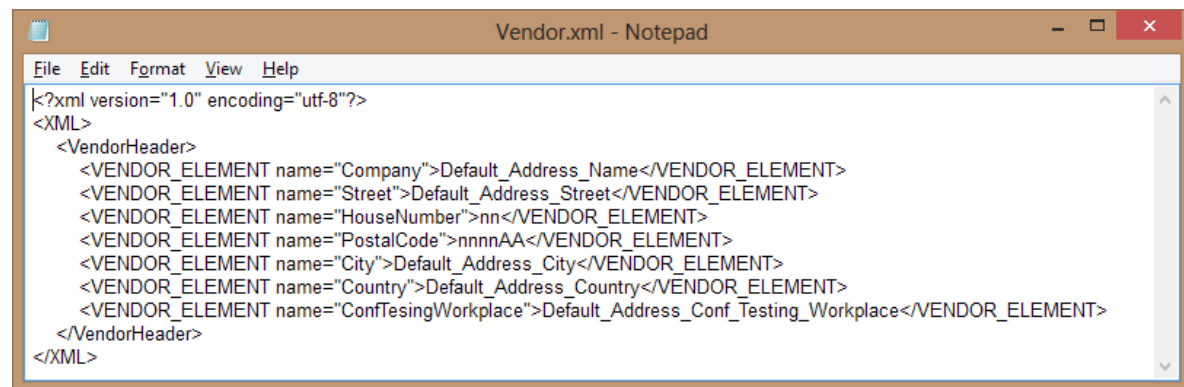 Vendor.xml - Notepad
File Edit Format View Help
<?xml version="1.0" encoding="utf-8"?>
<XML>
<VendorHeader>
<VENDOR_ELEMENT name="Company">Default_Address_Name</VENDOR_ELEMENT>
<VENDOR_ELEMENT name="Street">Default_Address_Street</VENDOR_ELEMENT>
<VENDOR_ELEMENT name="HouseNumber">nn</VENDOR_ELEMENT>
<VENDOR_ELEMENT name="PostalCode">nnnnAA</VENDOR_ELEMENT>
<VENDOR_ELEMENT name="City">Default_Address_City</VENDOR_ELEMENT>
<VENDOR_ELEMENT name="Country">Default_Address_Country</VENDOR_ELEMENT>
<VENDOR_ELEMENT name="ConfTesingWorkplace">Default_Address_Conf_Testing_Workplace</VENDOR_ELEMENT>
</VendorHeader>
</XML>